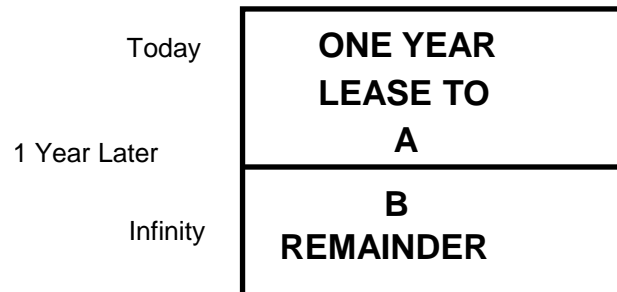 Today
ONE YEAR
LEASE TO
A
1 Year Later
B
REMAINDER
Infinity